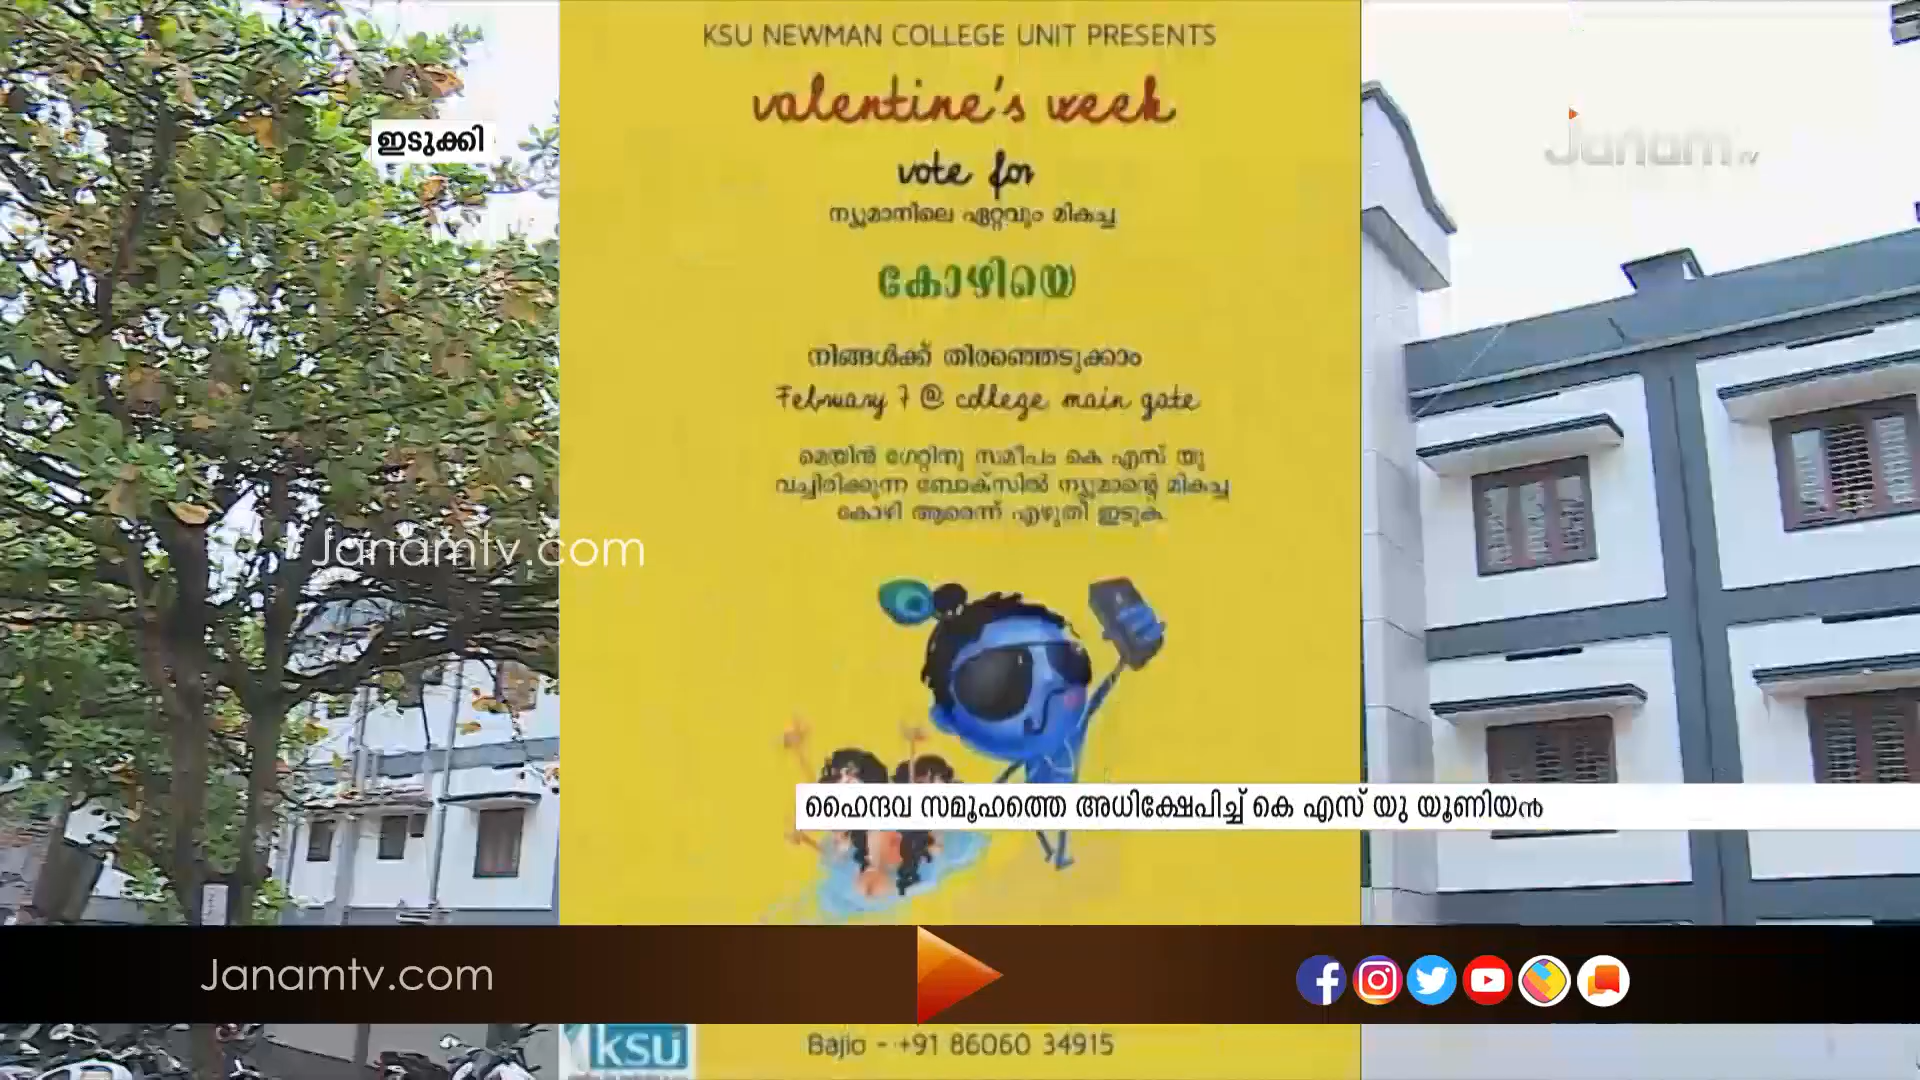 KSU NEWMAN COLLEGE UNIT PRESENTS
valentine's week
vote for
ന്യൂമാനിലെ ഏറ്റവും മികച്ച
കോഴിയെ
നിങ്ങൾക്ക് തിരഞ്ഞെടുക്കാം
February 7 @ college main gate
മെയിൻ ഗേറ്റിനു സമീപം കെ എസ് യു
വച്ചിരിക്കുന്ന ബോക്സിൽ ന്യൂമാന്റെ മികച്ച
കോഴി ആരെന്ന് എഴുതി ഇടുക
ഇടുക്കി
Janam TV
Janamtv.com
ഹൈന്ദവ സമൂഹത്തെ അധിക്ഷേപിച്ച് കെ എസ് യു യൂണിയൻ
Janamtv.com
KSU
Bajio - +91 86060 34915